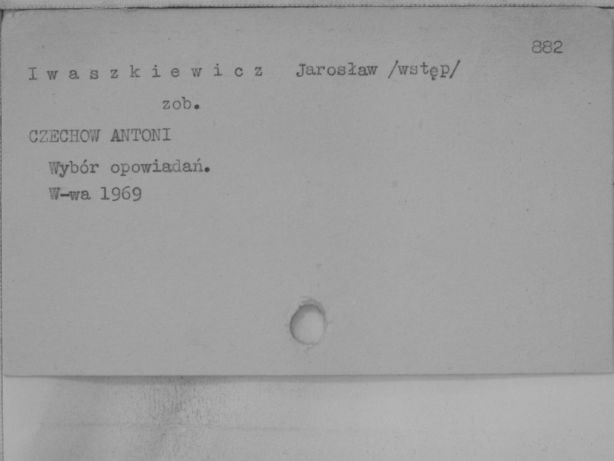 882
I w a s z k i e w i c z Jarosław /wstęp/
zob.
CZECHOW ANTONI
Wybór opowiadań.
W-wa 1969